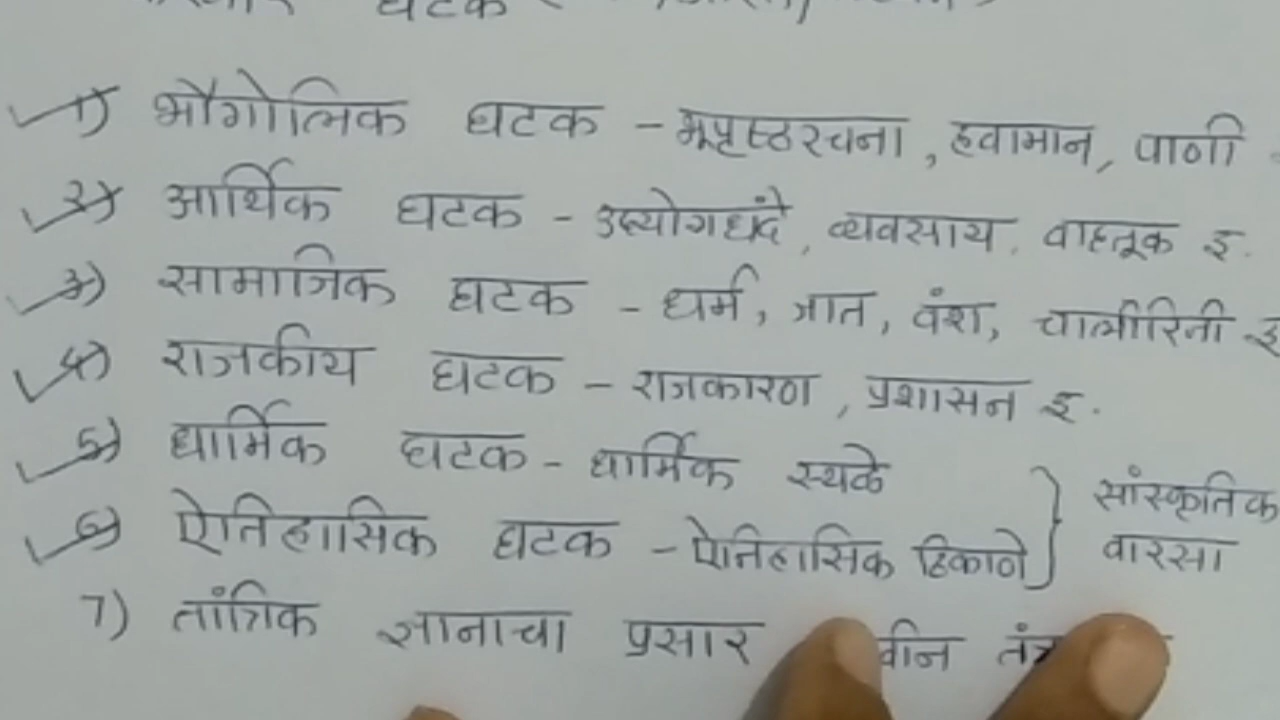 घटक
१) भौगोलिक घटक - भूपृष्ठरचना, हवामान, पाणी
२) आर्थिक घटक - उद्योगधंदे, व्यवसाय, वाहतूक इ.
३) सामाजिक घटक - धर्म, जात, वंश, चालीरिती इ
४) राजकीय घटक - राजकारण, प्रशासन इ.
५) धार्मिक घटक - धार्मिक स्थळे
६) ऐतिहासिक घटक - ऐतिहासिक ठिकाणे } सांस्कृतिक
वारसा
7) तांत्रिक ज्ञानाचा प्रसार